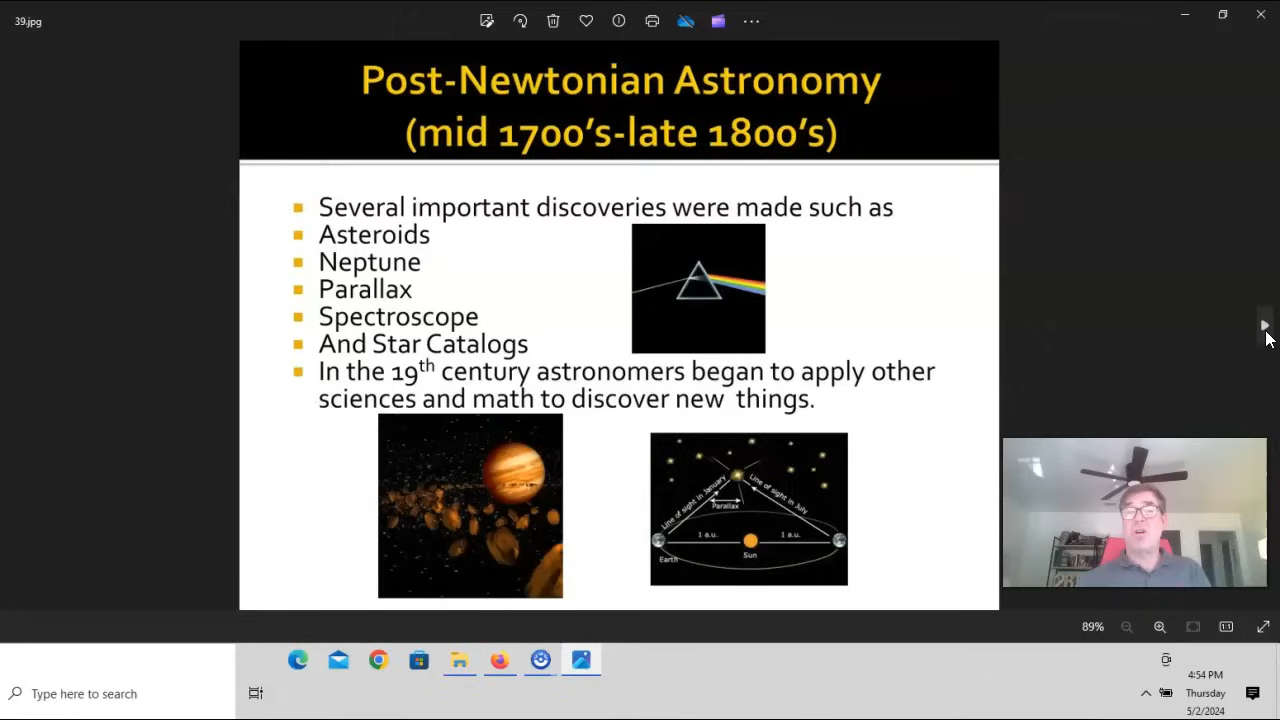 39.jpg
Post-Newtonian Astronomy
(mid 1700's-late 1800's)
Several important discoveries were made such as
Asteroids
Neptune
Parallax
Spectroscope
And Star Catalogs
In the 19th century astronomers began to apply other
sciences and math to discover new things.
Line of sight in January
Line of sight in July
Parallax
1 a.u.
1 a.u.
Earth
Sun
89%
Type here to search
4:54 PM
Thursday
5/2/2024